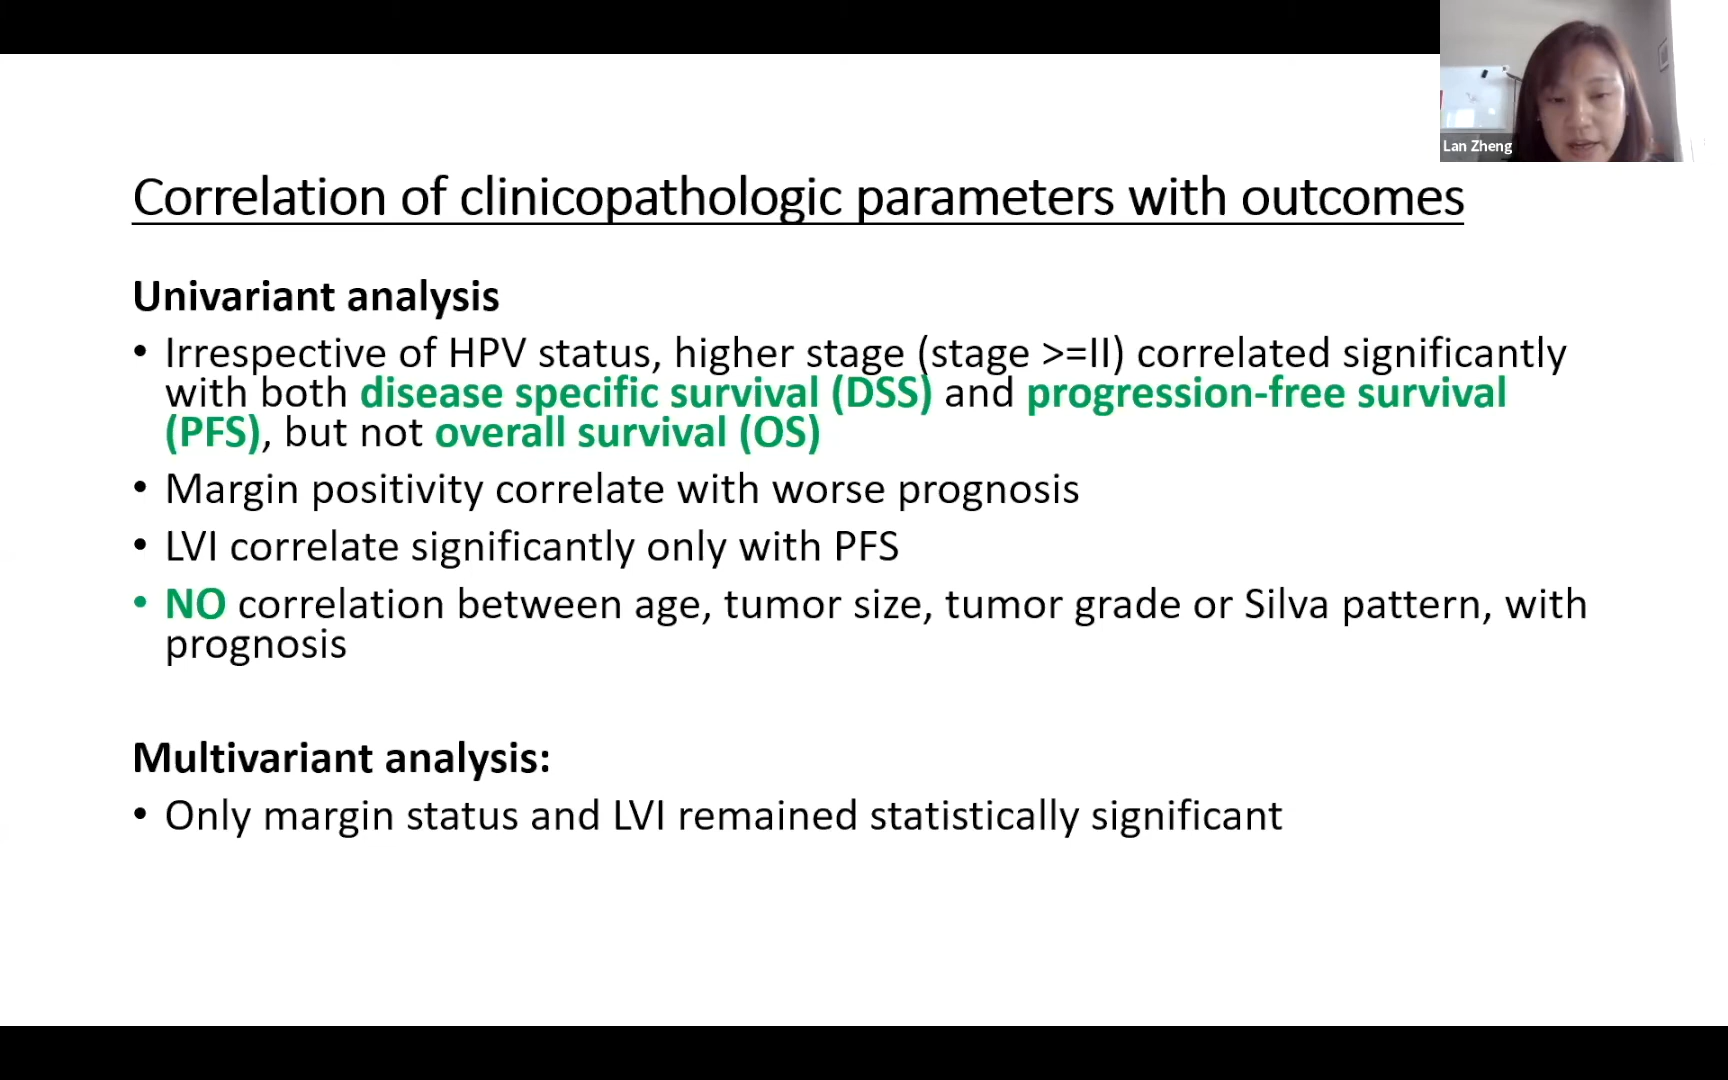 Lan Zheng
Correlation of clinicopathologic parameters with outcomes
Univariant analysis
• Irrespective of HPV status, higher stage (stage >=II) correlated significantly
with both disease specific survival (DSS) and progression-free survival
(PFS), but not overall survival (OS)
• Margin positivity correlate with worse prognosis
• LVI correlate significantly only with PFS
• NO correlation between age, tumor size, tumor grade or Silva pattern, with
prognosis
Multivariant analysis:
• Only margin status and LVI remained statistically significant